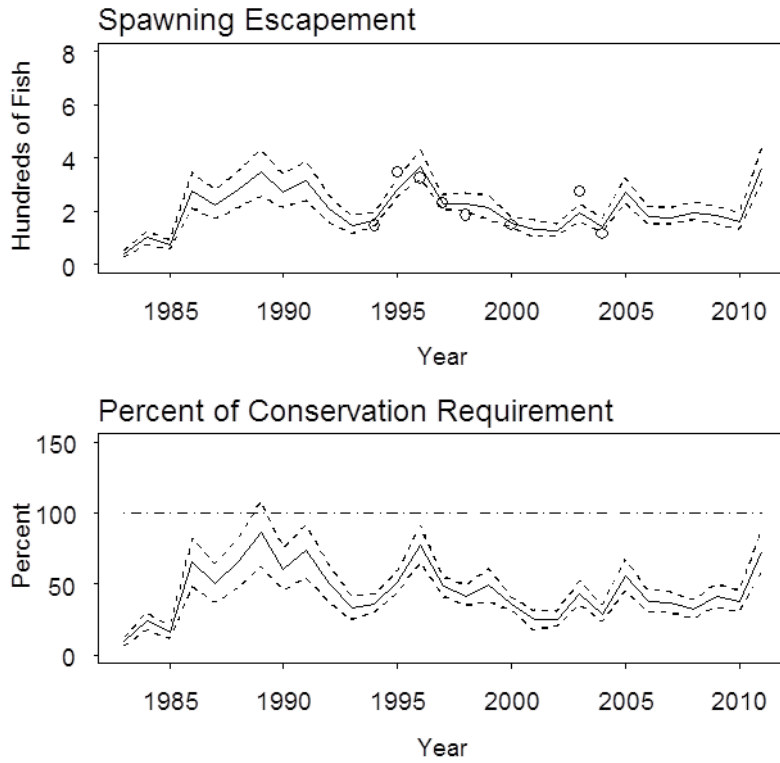 Spawning Escapement
Hundreds of Fish
8
6
4
2
0
1985 1990 1995 2000 2005 2010
Year
Percent of Conservation Requirement
Percent
150
100
50
0
1985 1990 1995 2000 2005 2010
Year